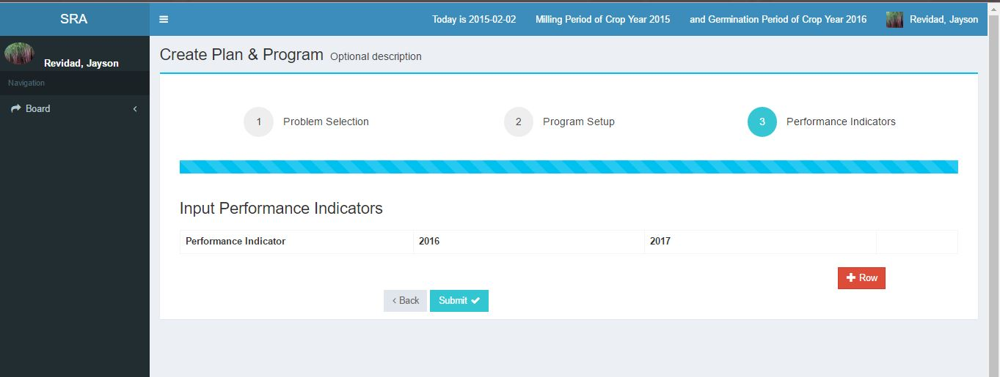 SRA
Today is 2015-02-02 Milling Period of Crop Year 2015 and Germination Period of Crop Year 2016 Revidad, Jayson
Revidad, Jayson
Navigation
Board
Create Plan & Program Optional description
1 Problem Selection 2 Program Setup 3 Performance Indicators
Input Performance Indicators
Performance Indicator 2016 2017
Row
Back Submit